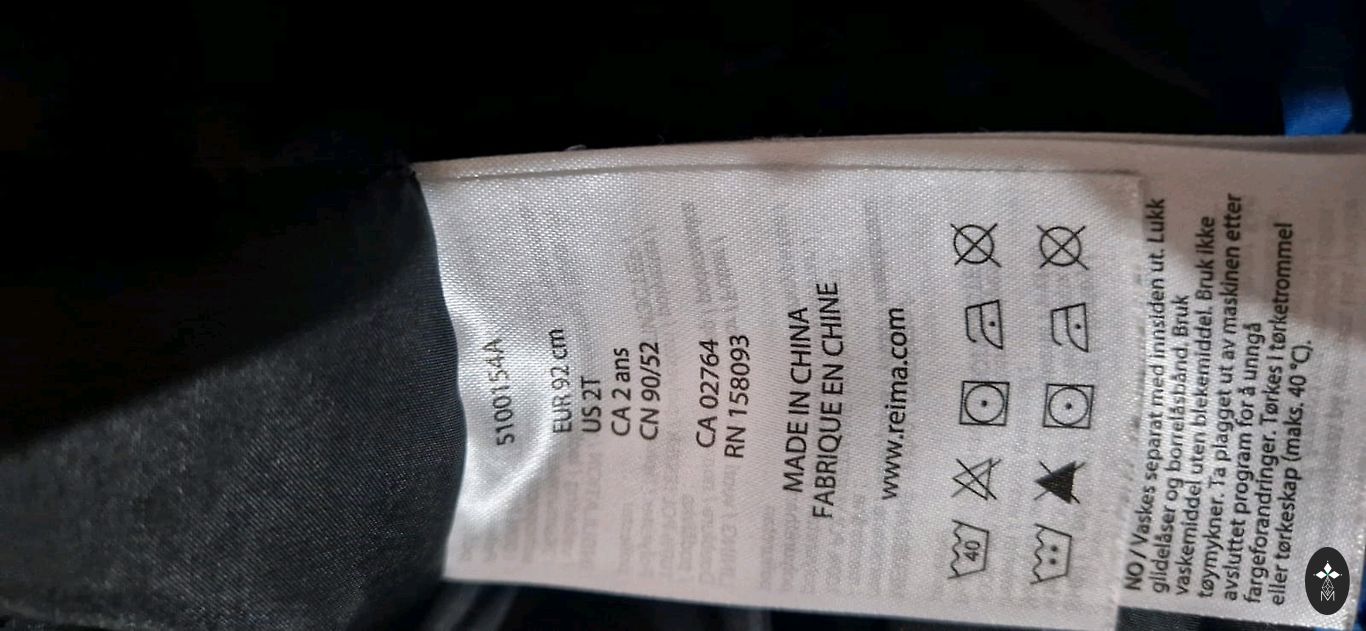 5100154A
EUR 92 cm
US 2T
CA 2 ans
CN 90/52
CA 02764
RN 158093
MADE IN CHINA
FABRIQUE EN CHINE
www.reima.com
40
NO / Vaskes separat med innsiden ut. Lukk
glidelåser og borrelåsbånd. Bruk
vaskemiddel uten blekemiddel. Bruk ikke
tøymykner. Ta plagget ut av maskinen etter
avsluttet program for å unngå
fargeforandringer. Tørkes i tørketrommel
eller tørkeskap (maks. 40 °C).
M